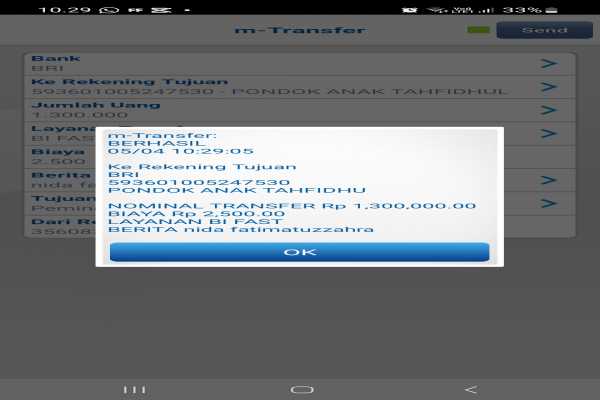 10.29
33%
m-Transfer
Send
Bank
BRI
Ke Rekening Tujuan
593601005247530 - PONDOK ANAK TAHFIDHUL
Jumlah Uang
1.300.000
Layana
BI FAS
Biaya
2.500
Berita
nida fa
Tujuan
Pemin
Dari Re
35608
m-Transfer:
BERHASIL
05/04 10:29:05
Ke Rekening Tujuan
BRI
593601005247530
PONDOK ANAK TAHFIDHU
NOMINAL TRANSFER Rp 1,300,000.00
BIAYA Rp 2,500.00
LAYANAN BI FAST
BERITA nida fatimatuzzahra
OK